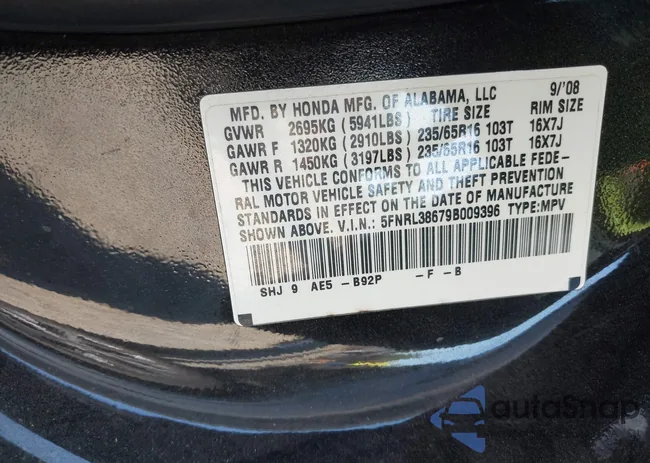 MFD. BY HONDA MFG. OF ALABAMA, LLC 9/'08
GVWR 2695KG (5941LBS) TIRE SIZE RIM SIZE
GAWR F 1320KG (2910LBS) 235/65R16 103T 16X7J
GAWR R 1450KG (3197LBS) 235/65R16 103T 16X7J
THIS VEHICLE CONFORMS TO ALL APPLICABLE FEDE-
RAL MOTOR VEHICLE SAFETY AND THEFT PREVENTION
STANDARDS IN EFFECT ON THE DATE OF MANUFACTURE
SHOWN ABOVE. V.I.N.: 5FNRL38679B009396 TYPE:MPV
SHJ 9 AE5 -B92P -F -B
autoSnap